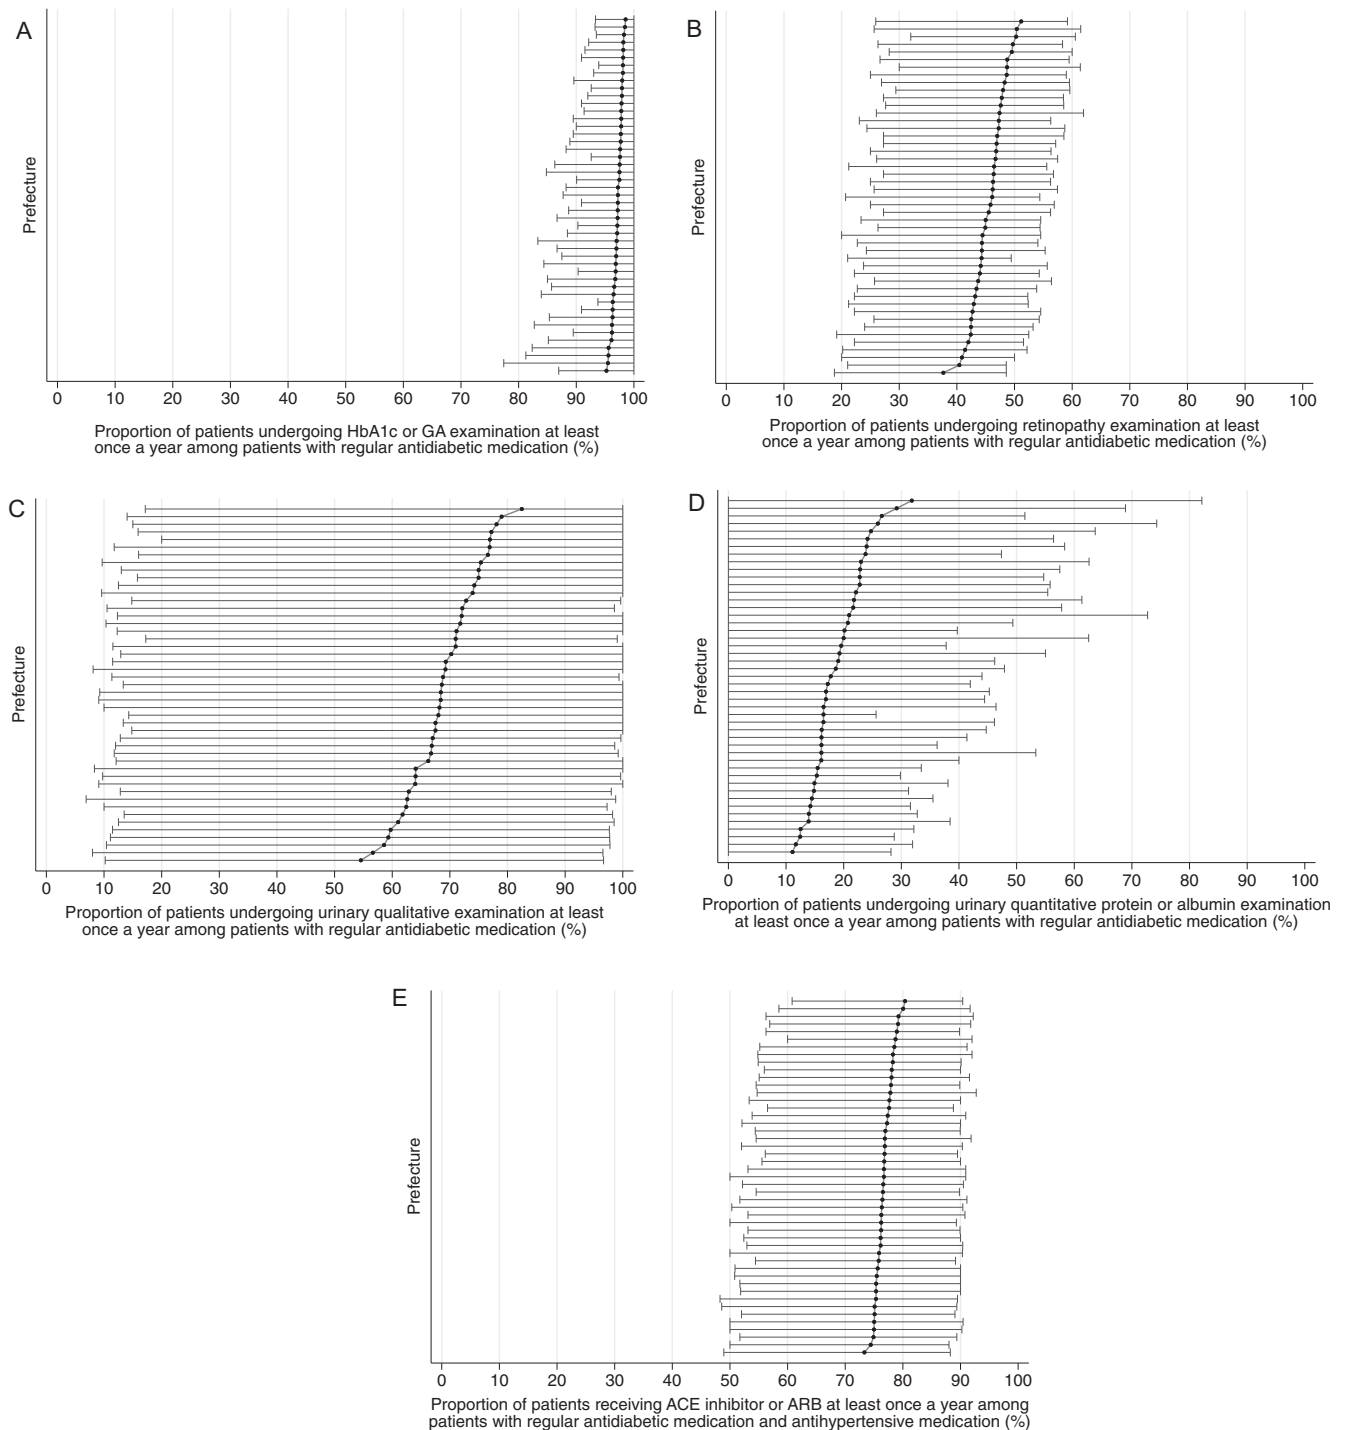 A
Prefecture
0 10 20 30 40 50 60 70 80 90 100
Proportion of patients undergoing HbA1c or GA examination at least
once a year among patients with regular antidiabetic medication (%)
B
Prefecture
0 10 20 30 40 50 60 70 80 90 100
Proportion of patients undergoing retinopathy examination at least
once a year among patients with regular antidiabetic medication (%)
C
Prefecture
0 10 20 30 40 50 60 70 80 90 100
Proportion of patients undergoing urinary qualitative examination at least
once a year among patients with regular antidiabetic medication (%)
D
Prefecture
0 10 20 30 40 50 60 70 80 90 100
Proportion of patients undergoing urinary quantitative protein or albumin examination
at least once a year among patients with regular antidiabetic medication (%)
E
Prefecture
0 10 20 30 40 50 60 70 80 90 100
Proportion of patients receiving ACE inhibitor or ARB at least once a year among
patients with regular antidiabetic medication and antihypertensive medication (%)